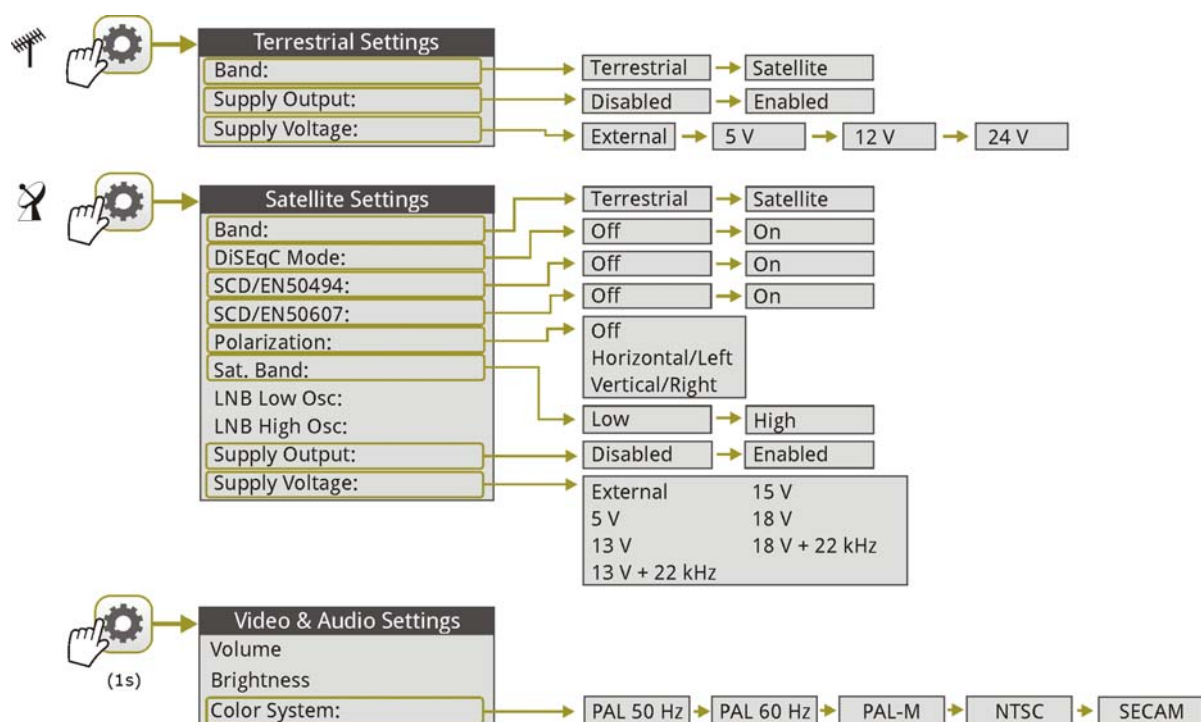 Terrestrial Settings
Band:
Terrestrial
Satellite
Supply Output:
Disabled
Enabled
Supply Voltage:
External
5 V
12 V
24 V
Satellite Settings
Band:
Terrestrial
Satellite
DiSEqC Mode:
Off
On
SCD/EN50494:
Off
On
SCD/EN50607:
Off
On
Polarization:
Off
Horizontal/Left
Vertical/Right
Sat. Band:
Low
High
LNB Low Osc:
LNB High Osc:
Supply Output:
Disabled
Enabled
Supply Voltage:
External
15 V
5 V
18 V
13 V
18 V + 22 kHz
13 V + 22 kHz
Video & Audio Settings
(1s)
Volume
Brightness
Color System:
PAL 50 Hz
PAL 60 Hz
PAL-M
NTSC
SECAM